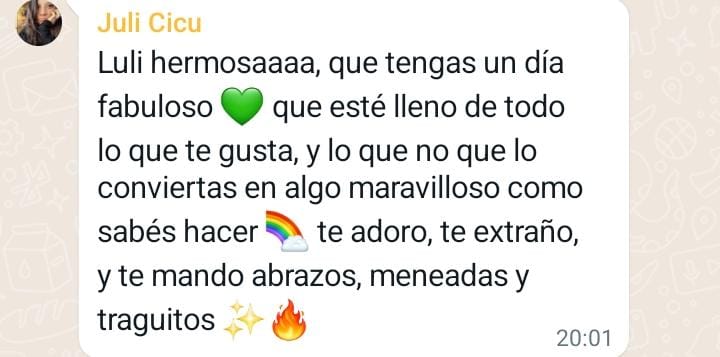 Juli Cicu
Luli hermosaaaa, que tengas un día
fabuloso 💚 que esté lleno de todo
lo que te gusta, y lo que no que lo
conviertas en algo maravilloso como
sabés hacer 🌈 te adoro, te extraño,
y te mando abrazos, meneadas y
traguitos ✨🔥
20:01